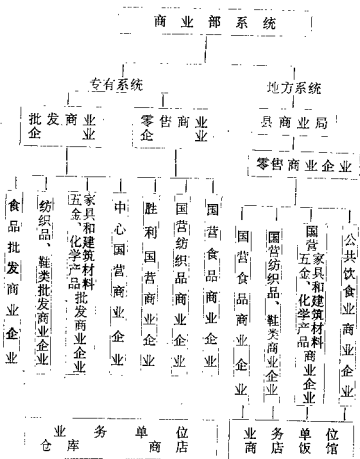 商业部系统
专有系统 地方系统
批发商业企业 零售商业企业 县商业局
零售商业企业
食品批发商业企业
纺织品、鞋类批发商业企业
家具和建筑材料五金、化学产品批发商业企业
中心国营商业企业
胜利国营商业企业
国营纺织品商业企业
国营食品商业企业
国营食品商业企业
国营纺织品、鞋类商业企业
国营家具和建筑材料五金、化学产品商业企业
公共饮食业商业企业
业务单位 业务单位
仓库商店 商店饭馆